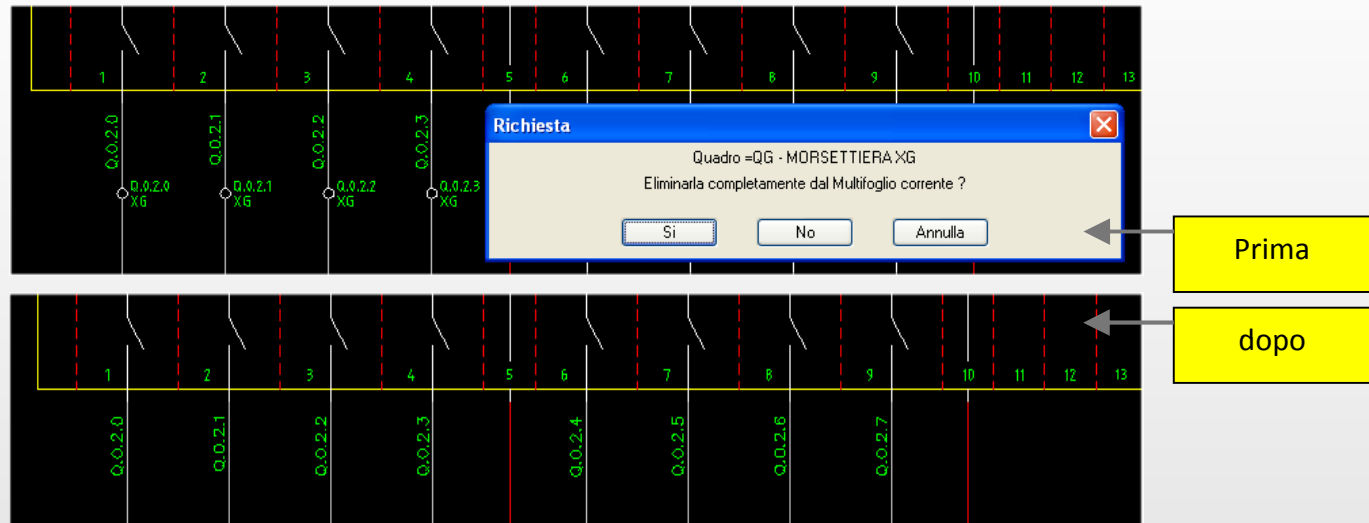 1 2 3 4 5 6 7 8 9 10 11 12 13
Q.0.2.0 Q.0.2.1 Q.0.2.2 Q.0.2.3
Q.0.2.0 Q.0.2.1 Q.0.2.2 Q.0.2.3
XG XG XG XG
Richiesta
Quadro =QG - MORSETTIERA XG
Eliminarla completamente dal Multifoglio corrente ?
Si No Annulla
Prima
1 2 3 4 5 6 7 8 9 10 11 12 13
Q.0.2.0 Q.0.2.1 Q.0.2.2 Q.0.2.3 Q.0.2.4 Q.0.2.5 Q.0.2.6 Q.0.2.7
dopo